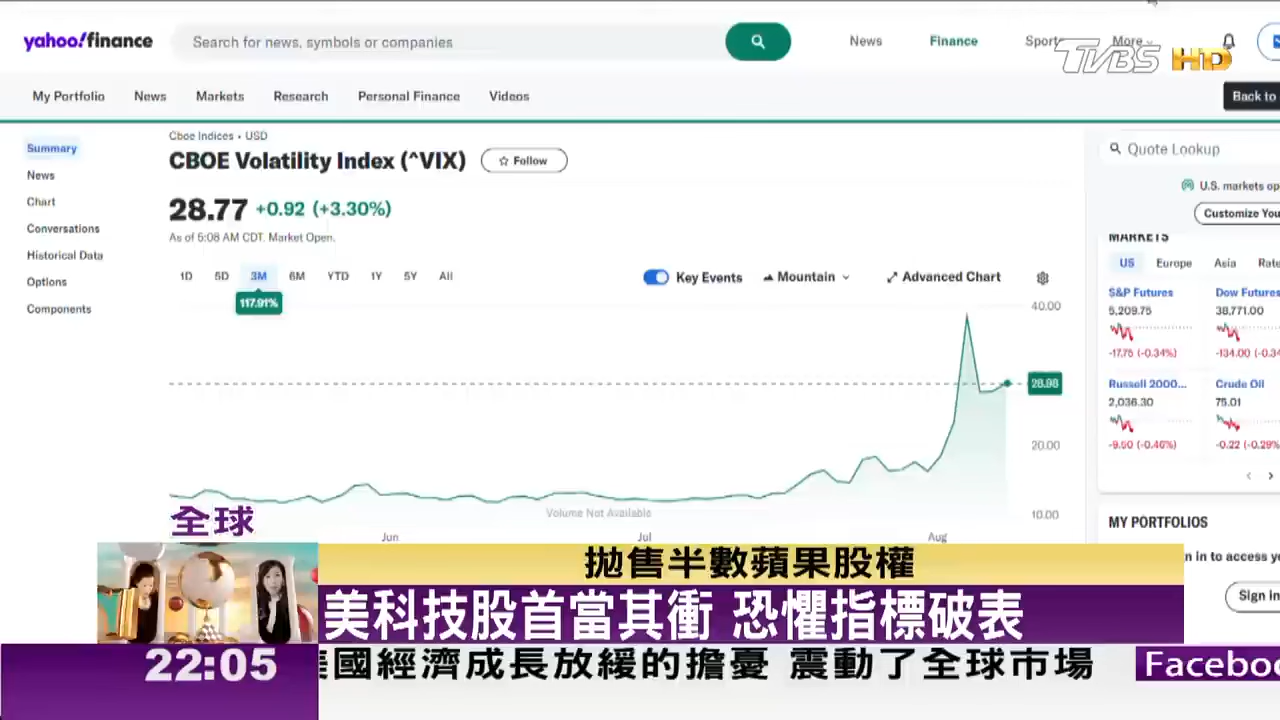 yahoo!finance
Search for news, symbols or companies
News Finance Sports More
TVBS HD
My Portfolio News Markets Research Personal Finance Videos
Back to
Summary
News
Chart
Conversations
Historical Data
Options
Components
Cboe Indices • USD
CBOE Volatility Index (^VIX)
☆ Follow
28.77 +0.92 (+3.30%)
As of 5:08 AM CDT. Market Open.
1D 5D 3M 6M YTD 1Y 5Y All
117.91%
Key Events Mountain Advanced Chart
40.00
28.98
20.00
10.00
Volume Not Available
Jun Jul Aug
Quote Lookup
U.S. markets op
Customize You
MARKETS
US Europe Asia Rate
S&P Futures Dow Futures
5,209.75 38,771.00
-17.75 (-0.34%) -134.00 (-0.34
Russell 2000... Crude Oil
2,036.30 75.01
-9.50 (-0.46%) -0.22 (-0.29%
MY PORTFOLIOS
n in to access yo
Sign in
全球
拋售半數蘋果股權
美科技股首當其衝 恐懼指標破表
22:05
國經濟成長放緩的擔憂 震動了全球市場
Faceboo